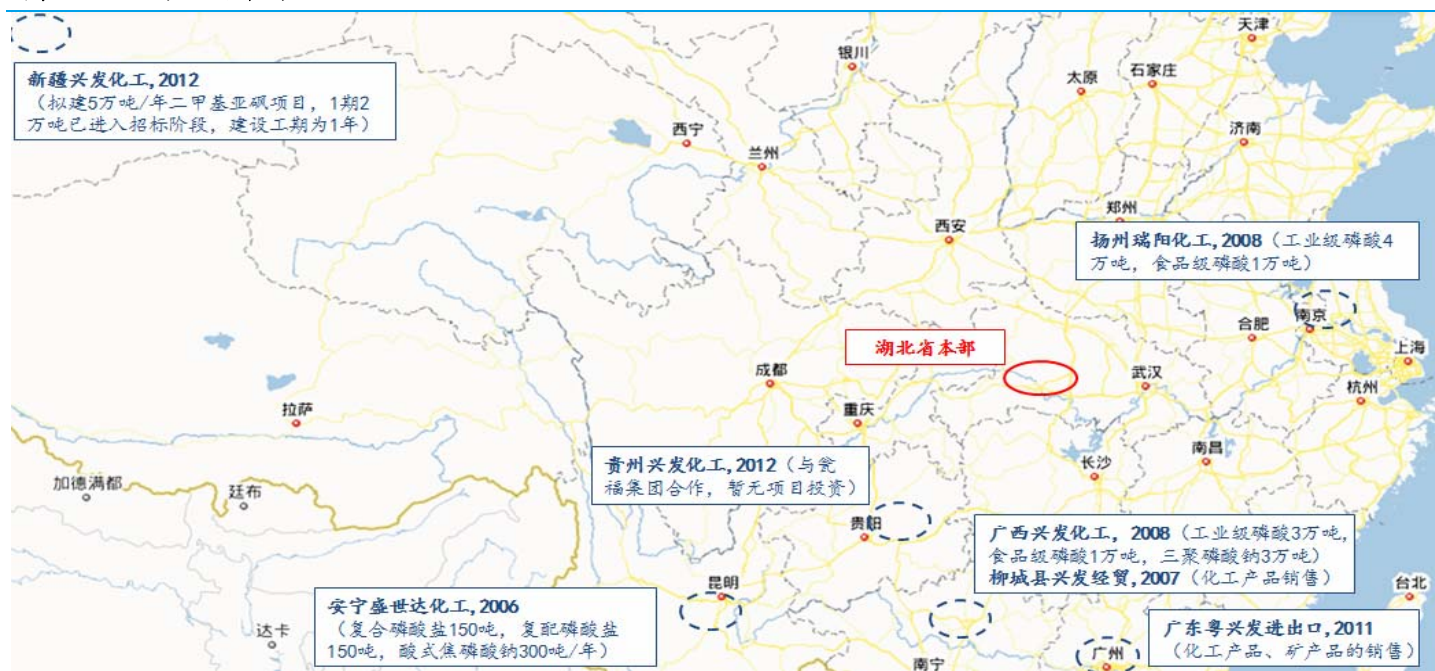 天津
银川
太原
石家庄
新疆兴发化工,2012
（拟建5万吨/年二甲基亚砜项目，1期2
万吨已进入招标阶段，建设工期为1年）
西宁
济南
兰州
郑州
西安
扬州瑞阳化工,2008（工业级磷酸4
万吨，食品级磷酸1万吨）
南京
合肥
湖北省本部
上海
成都
武汉
杭州
拉萨
重庆
南昌
长沙
贵州兴发化工,2012（与瓮
福集团合作，暂无项目投资）
加德满都
廷布
贵阳
广西兴发化工，2008（工业级磷酸3万吨，
食品级磷酸1万吨，三聚磷酸钠3万吨）
柳城县兴发经贸,2007（化工产品销售）
昆明
台北
安宁盛世达化工,2006
（复合磷酸盐150吨，复配磷酸盐
150吨，酸式焦磷酸钠300吨/年）
达卡
广东粤兴发进出口,2011
（化工产品、矿产品的销售）
广州
南宁